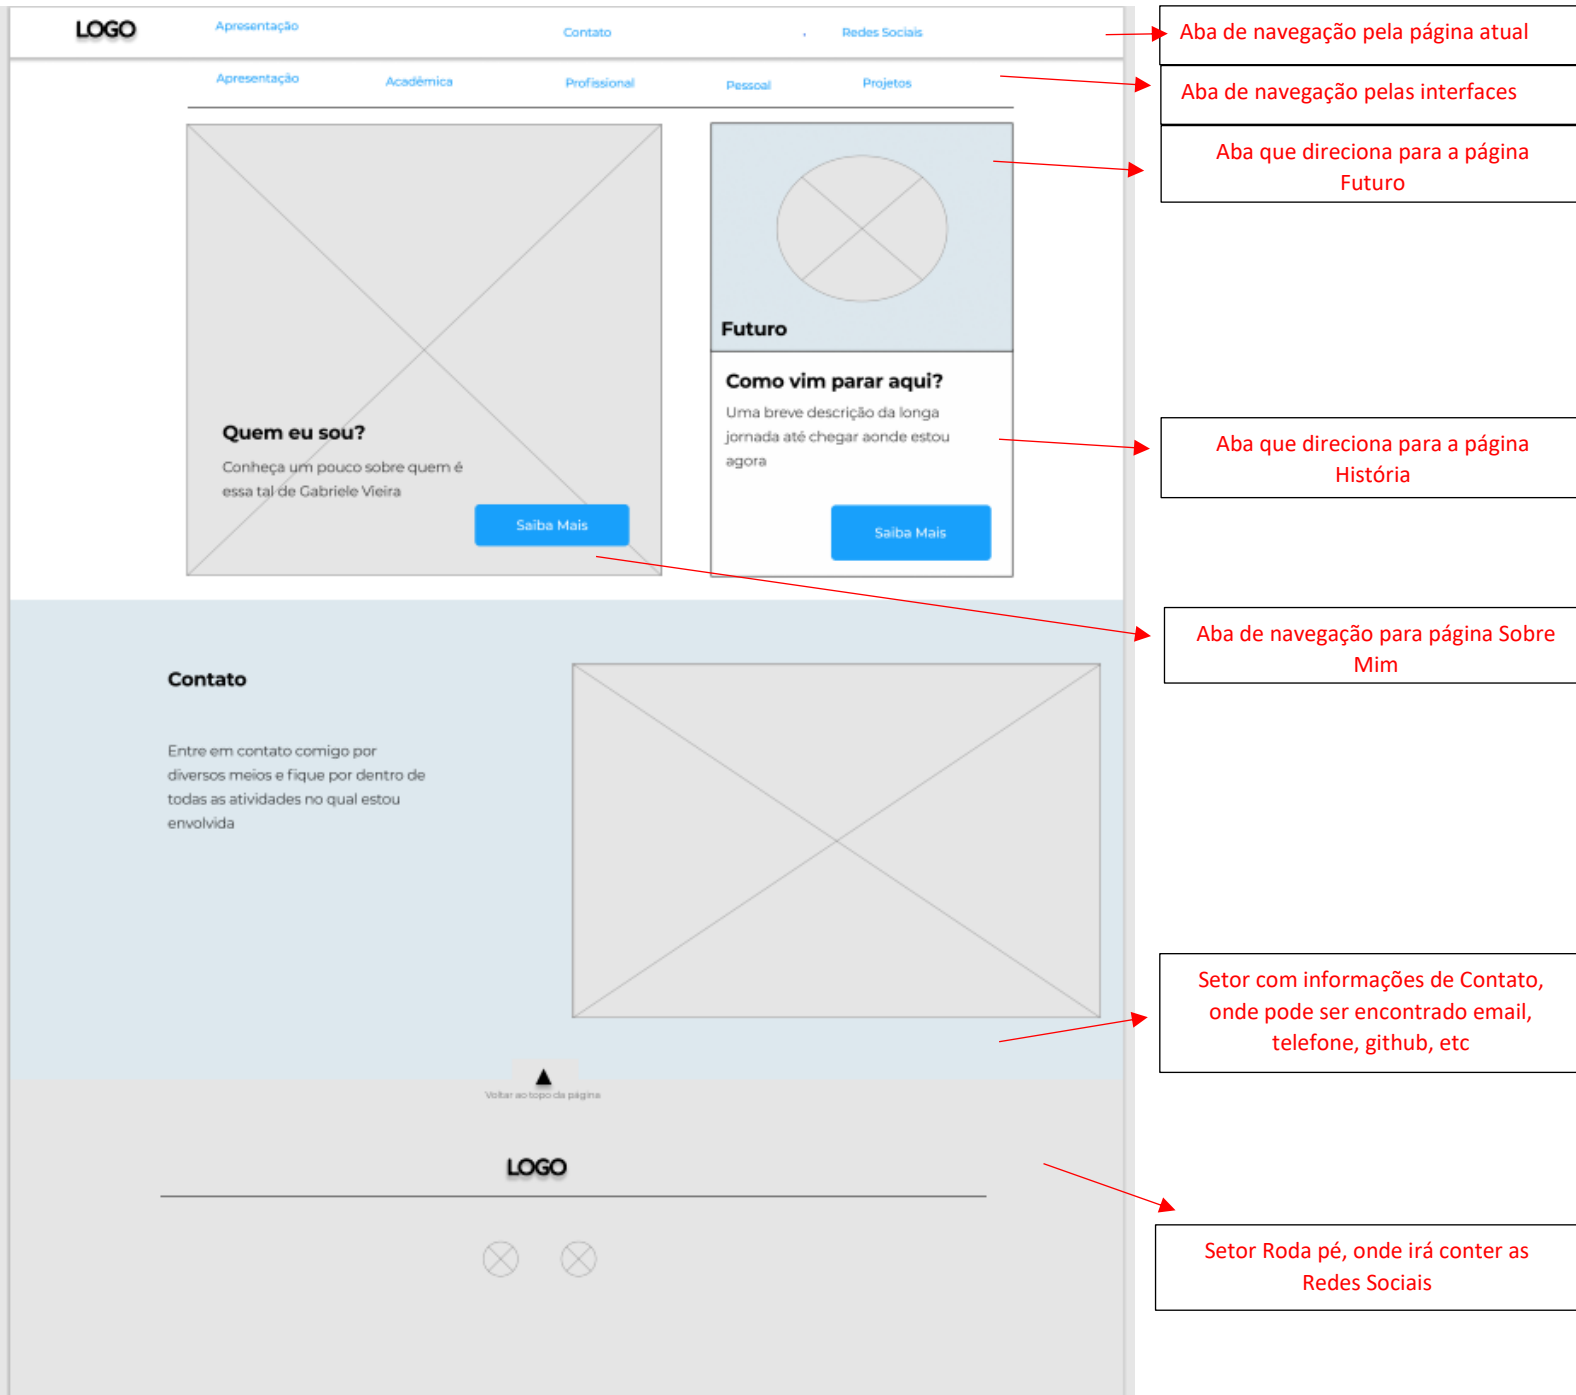 LOGO
Apresentação
Contato
Redes Sociais
Aba de navegação pela página atual
Apresentação
Acadêmica
Profissional
Pessoal
Projetos
Aba de navegação pelas interfaces
Aba que direciona para a página
Futuro
Futuro
Quem eu sou?
Conheça um pouco sobre quem é
essa tal de Gabriele Vieira
Saiba Mais
Como vim parar aqui?
Uma breve descrição da longa
jornada até chegar aonde estou
agora
Saiba Mais
Aba que direciona para a página
História
Aba de navegação para página Sobre
Mim
Contato
Entre em contato comigo por
diversos meios e fique por dentro de
todas as atividades no qual estou
envolvida
Setor com informações de Contato,
onde pode ser encontrado email,
telefone, github, etc
Voltar ao topo da página
LOGO
Setor Roda pé, onde irá conter as
Redes Sociais